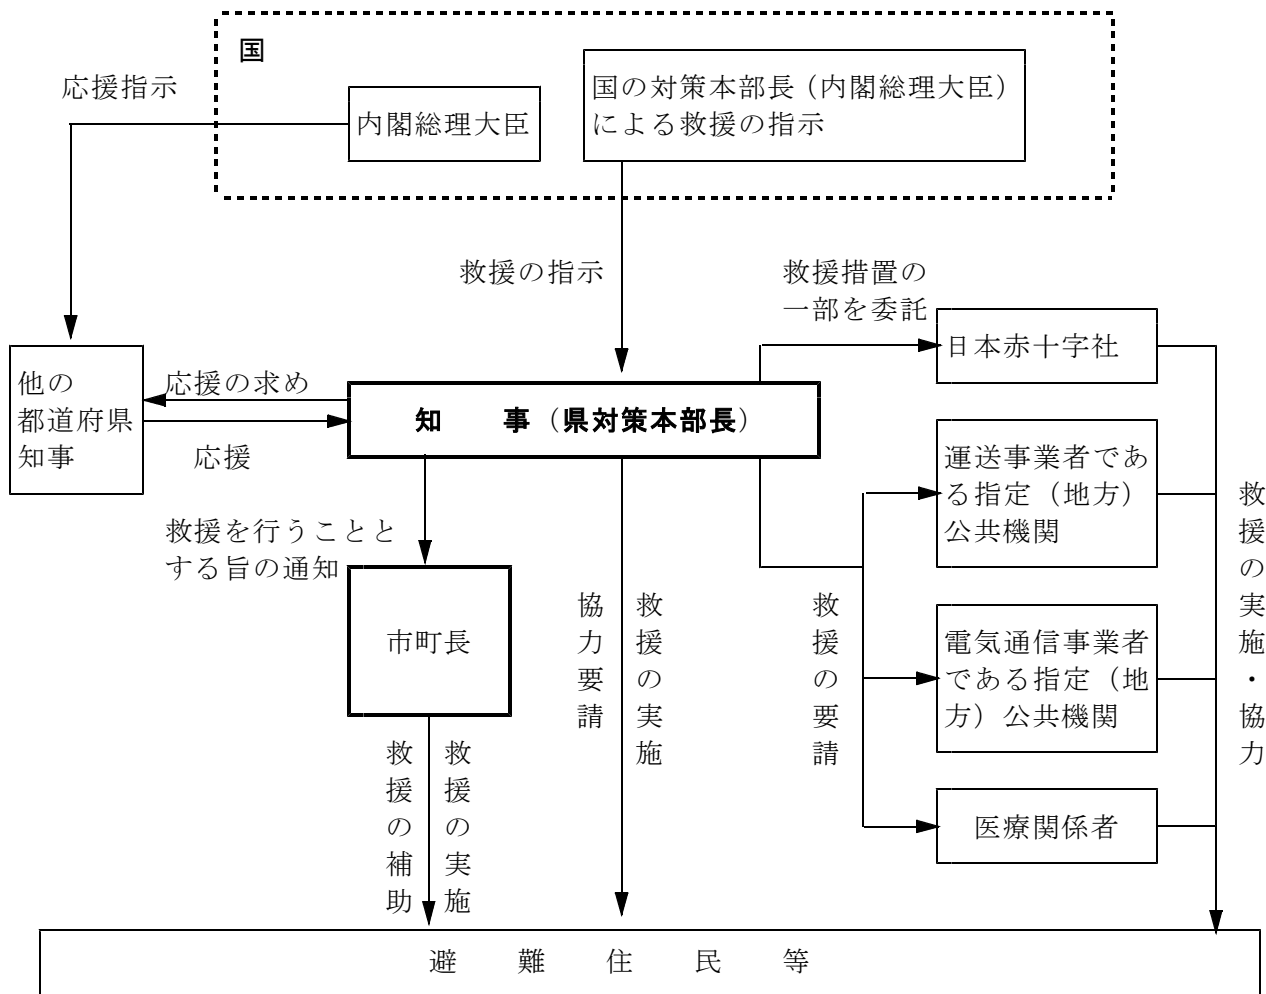 国
応援指示
内閣総理大臣
国の対策本部長（内閣総理大臣）
による救援の指示
救援の指示
救援措置の
一部を委託
日本赤十字社
他の
都道府県
知事
応援の求め
応援
知　　事（県対策本部長）
運送事業者であ
る指定（地方）
公共機関
救援を行うことと
する旨の通知
市町長
協力要請
救援の実施
救援の要請
電気通信事業者
である指定（地
方）公共機関
救援の実施・協力
救援の補助
救援の実施
医療関係者
避　難　住　民　等